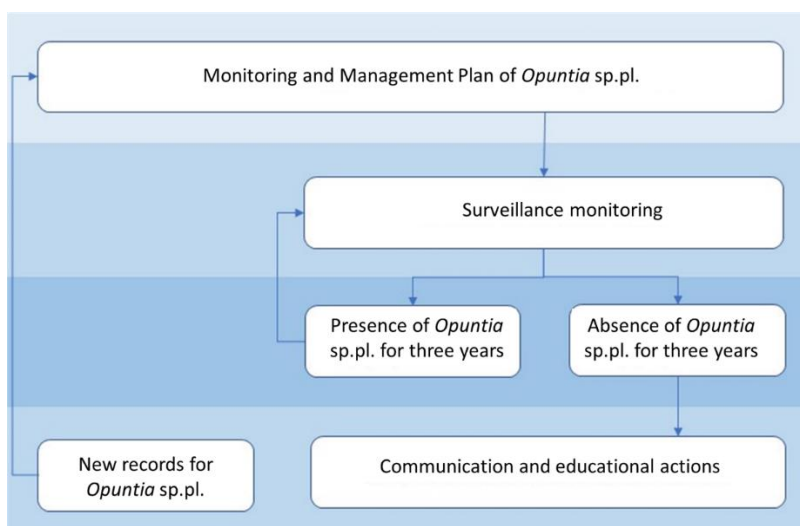 Monitoring and Management Plan of Opuntia sp.pl.
Surveillance monitoring
Presence of Opuntia
sp.pl. for three years
Absence of Opuntia
sp.pl. for three years
New records for
Opuntia sp.pl.
Communication and educational actions